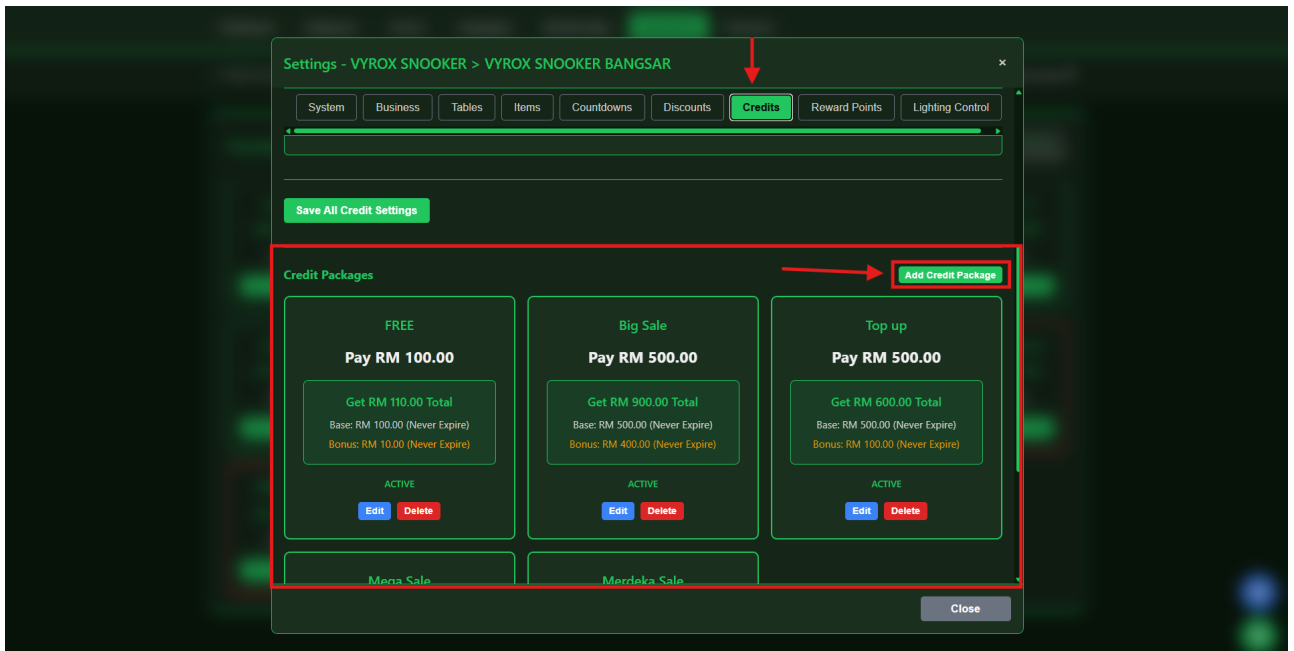 Settings - VYROX SNOOKER > VYROX SNOOKER BANGSAR ×
System Business Tables Items Countdowns Discounts Credits Reward Points Lighting Control
Save All Credit Settings
Credit Packages Add Credit Package
FREE
Pay RM 100.00
Get RM 110.00 Total
Base: RM 100.00 (Never Expire)
Bonus: RM 10.00 (Never Expire)
ACTIVE
Edit Delete
Big Sale
Pay RM 500.00
Get RM 900.00 Total
Base: RM 500.00 (Never Expire)
Bonus: RM 400.00 (Never Expire)
ACTIVE
Edit Delete
Top up
Pay RM 500.00
Get RM 600.00 Total
Base: RM 500.00 (Never Expire)
Bonus: RM 100.00 (Never Expire)
ACTIVE
Edit Delete
Mega Sale
Merdeka Sale
Close